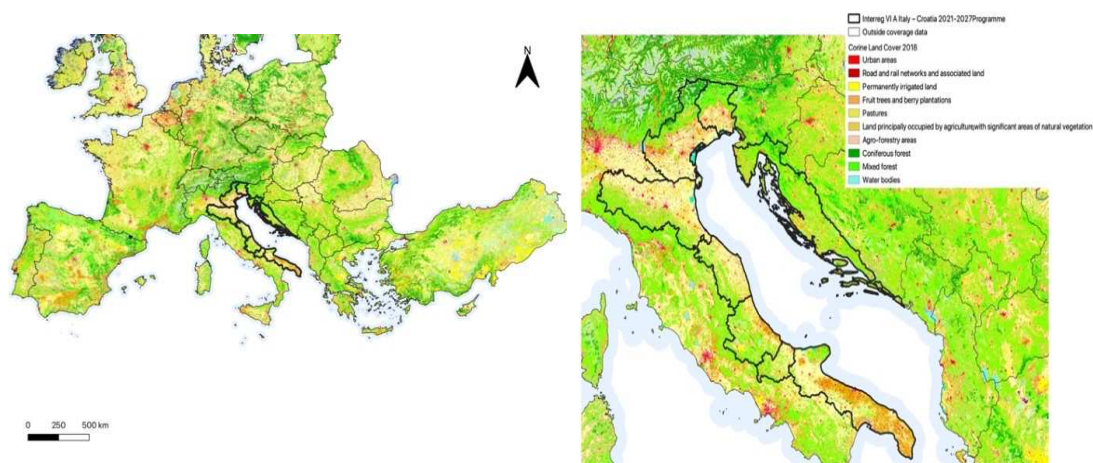 Interreg VI A Italy – Croatia 2021-2027Programme
Outside coverage data
Corine Land Cover 2018
Urban areas
Road and rail networks and associated land
Permanently irrigated land
Fruit trees and berry plantations
Pastures
Land principally occupied by agriculture,with significant areas of natural vegetation
Agro-forestry areas
Coniferous forest
Mixed forest
Water bodies
N
0 250 500 km